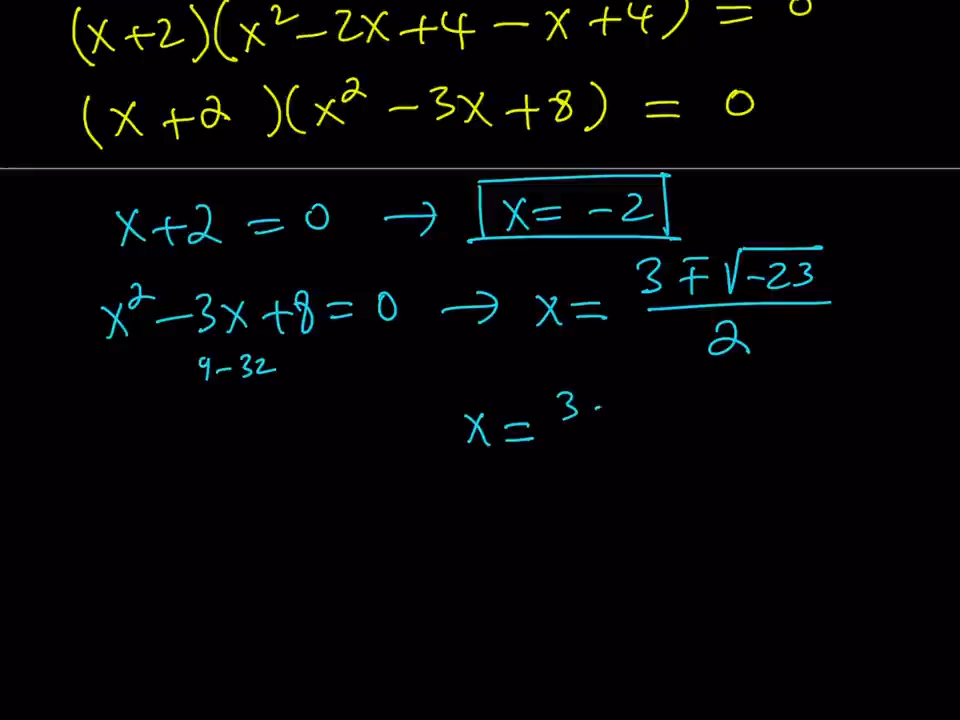 (x+2)(x²-2x+4-x+4) = 0
(x+2)(x²-3x+8) = 0
x+2 = 0 → x = -2
x²-3x+8 = 0 → x = (3∓√-23)/2
9-32
x = 3